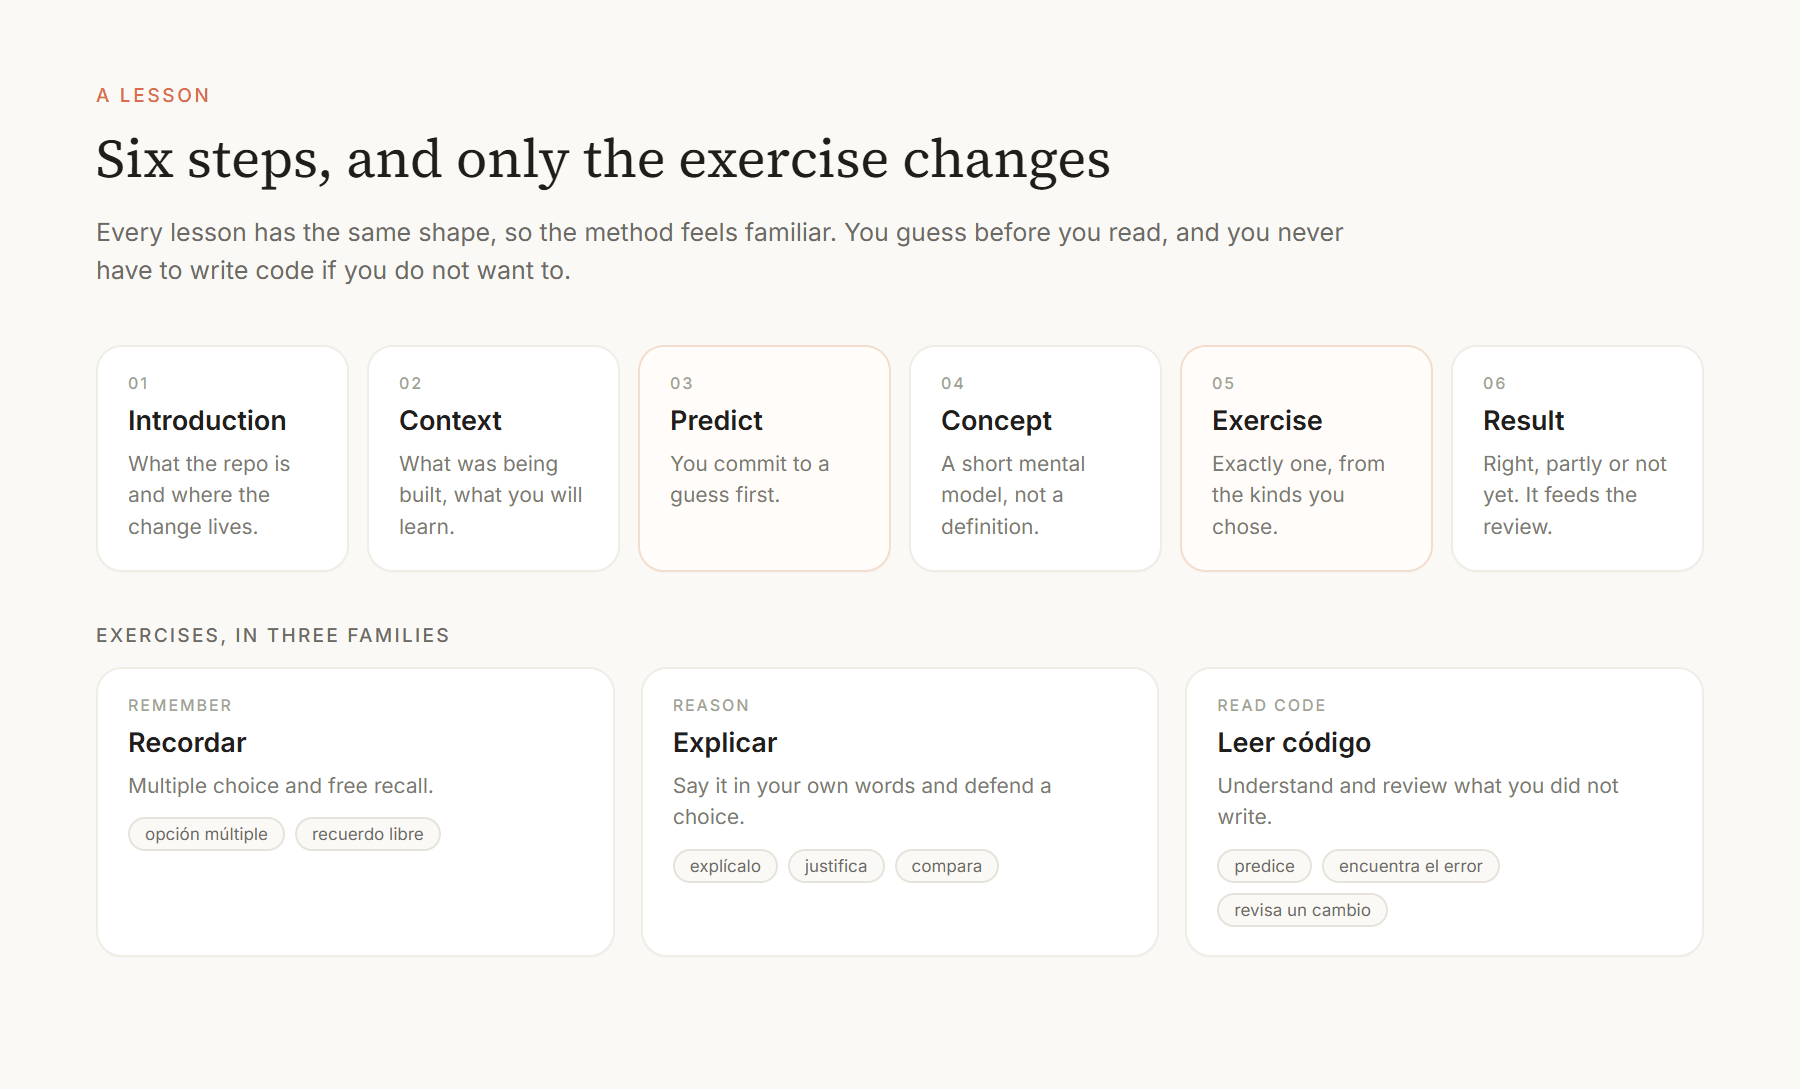 A LESSON
Six steps, and only the exercise changes
Every lesson has the same shape, so the method feels familiar. You guess before you read, and you never
have to write code if you do not want to.
01
Introduction
What the repo is
and where the
change lives.
02
Context
What was being
built, what you will
learn.
03
Predict
You commit to a
guess first.
04
Concept
A short mental
model, not a
definition.
05
Exercise
Exactly one, from
the kinds you
chose.
06
Result
Right, partly or not
yet. It feeds the
review.
EXERCISES, IN THREE FAMILIES
REMEMBER
Recordar
Multiple choice and free recall.
opción múltiple
recuerdo libre
REASON
Explicar
Say it in your own words and defend a
choice.
explícalo
justifica
compara
READ CODE
Leer código
Understand and review what you did not
write.
predice
encuentra el error
revisa un cambio